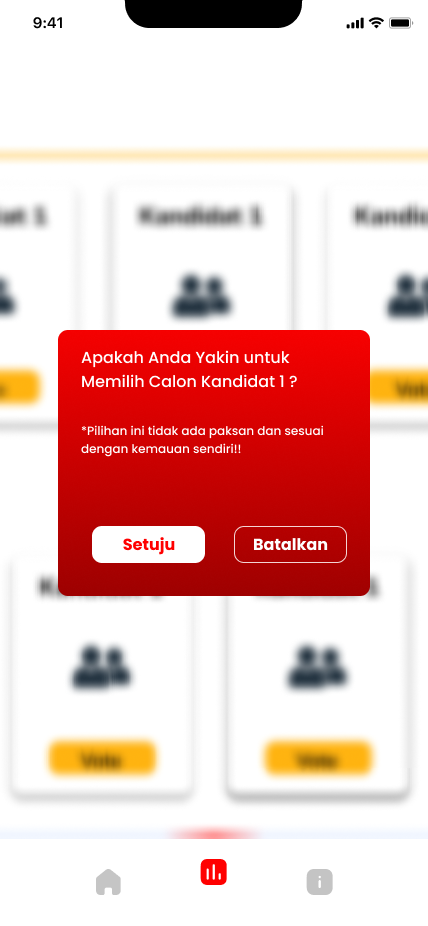 9:41
Kandidat 1
Apakah Anda Yakin untuk
Memilih Calon Kandidat 1 ?
*Pilihan ini tidak ada paksan dan sesuai
dengan kemauan sendiri!!
Setuju
Batalkan
Vote
Vote